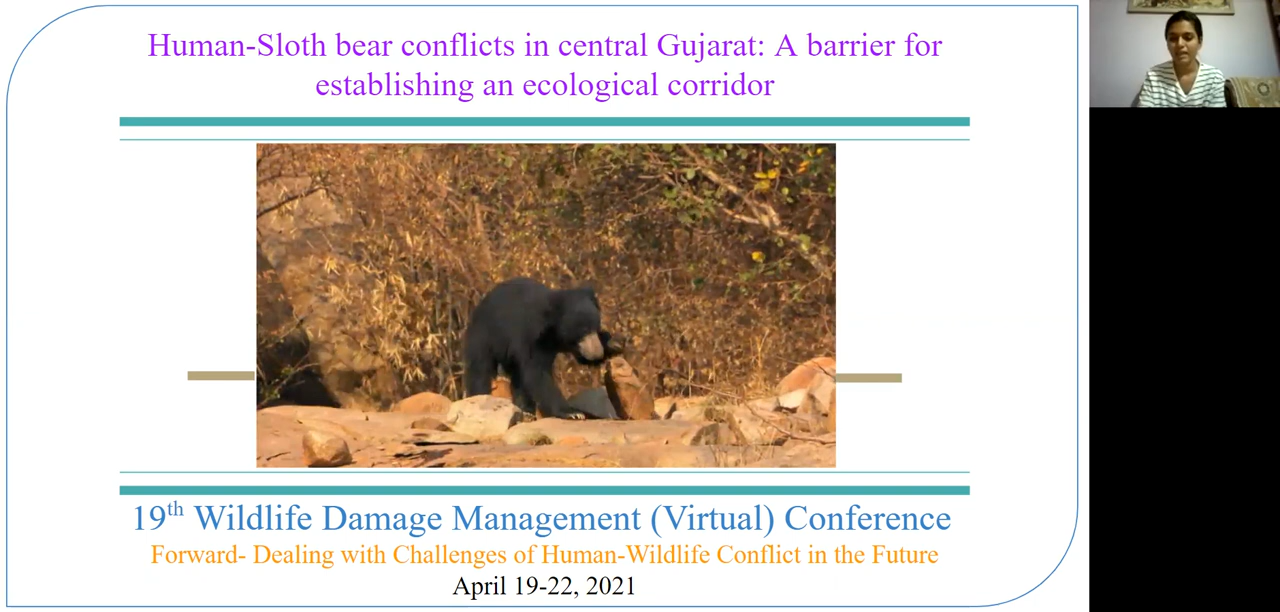 Human-Sloth bear conflicts in central Gujarat: A barrier for
establishing an ecological corridor
19th Wildlife Damage Management (Virtual) Conference
Forward- Dealing with Challenges of Human-Wildlife Conflict in the Future
April 19-22, 2021